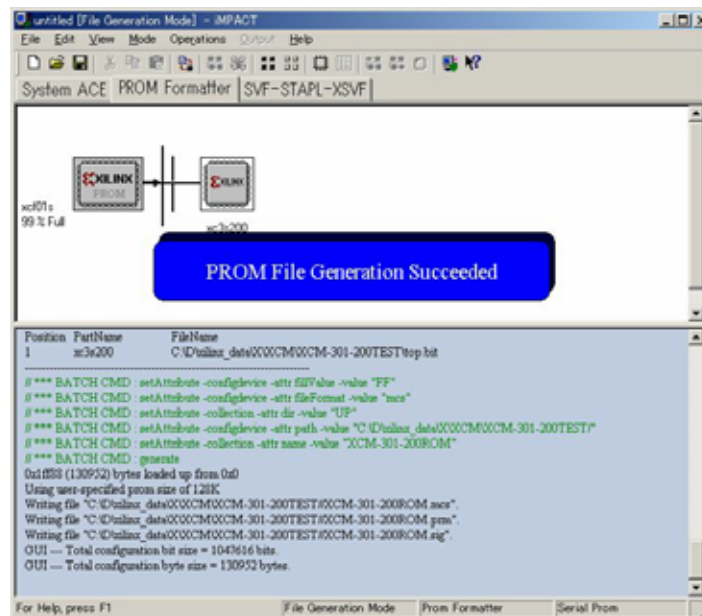 untitled [File Generation Mode] - iMPACT
File Edit View Mode Operations Output Help
System ACE PROM Formatter SVF-STAPL-XSVF
XILINX
PROM
XILINX
xcf01s
99 % Full
xc3s200
PROM File Generation Succeeded
Position PartName FileName
1 xc3s200 C:\D\xilinx_data\XCM\XCM-301-200TEST\top.bit
// *** BATCH CMD : setAttribute -configdevice -attr fillValue -value "FF"
// *** BATCH CMD : setAttribute -configdevice -attr fileFormat -value "mcs"
// *** BATCH CMD : setAttribute -collection -attr dir -value "UP"
// *** BATCH CMD : setAttribute -configdevice -attr path -value "C:\D\xilinx_data\XCM\XCM-301-200TEST/"
// *** BATCH CMD : setAttribute -collection -attr name -value "XCM-301-200ROM"
// *** BATCH CMD : generate
0x1ff88 (130952) bytes loaded up from 0x0
Using user-specified prom size of 128K
Writing file "C:\D\xilinx_data\XCM\XCM-301-200TEST//XCM-301-200ROM.mcs".
Writing file "C:\D\xilinx_data\XCM\XCM-301-200TEST//XCM-301-200ROM.prm".
Writing file "C:\D\xilinx_data\XCM\XCM-301-200TEST//XCM-301-200ROM.sig".
GUI --- Total configuration bit size = 1047616 bits.
GUI --- Total configuration byte size = 130952 bytes.
For Help, press F1 File Generation Mode Prom Formatter Serial Prom